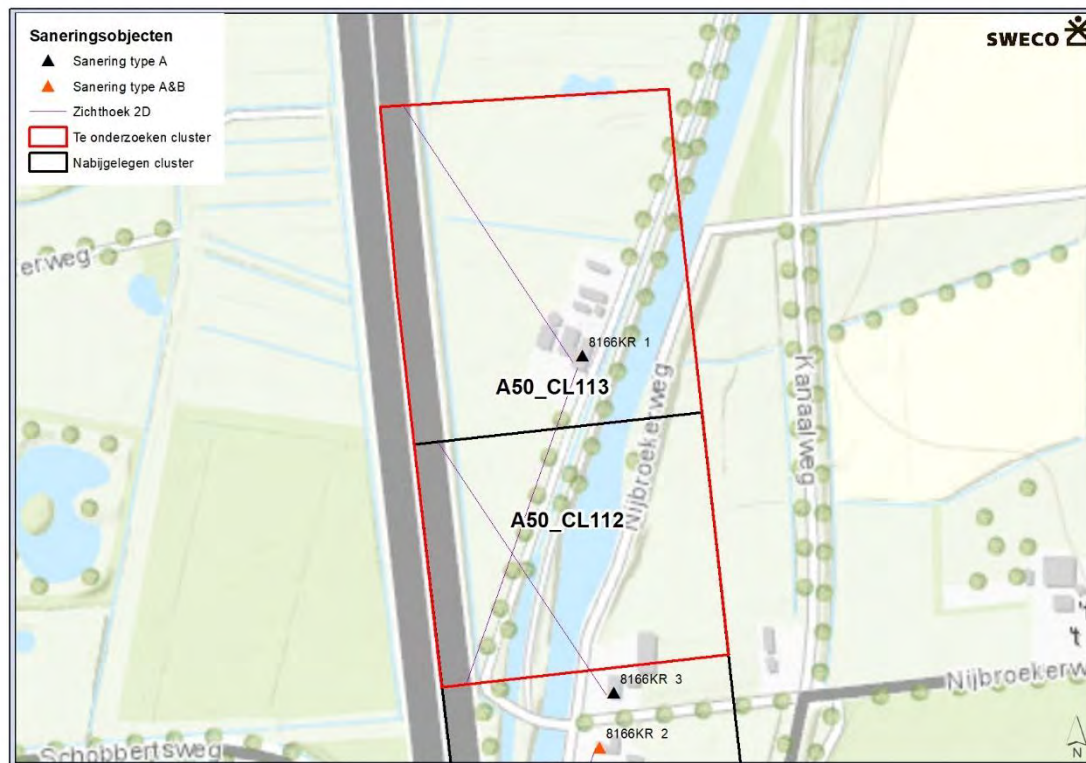 Saneringsobjecten
Sanering type A
Sanering type A&B
Zichthoek 2D
Te onderzoeken cluster
Nabijgelegen cluster
SWECO
erweg
8166KR 1
A50_CL113
Kanaalweg
Nijbroekerweg
A50_CL112
't
8166KR 3
Nijbroekerw
8166KR 2
Schobbertsweg
N